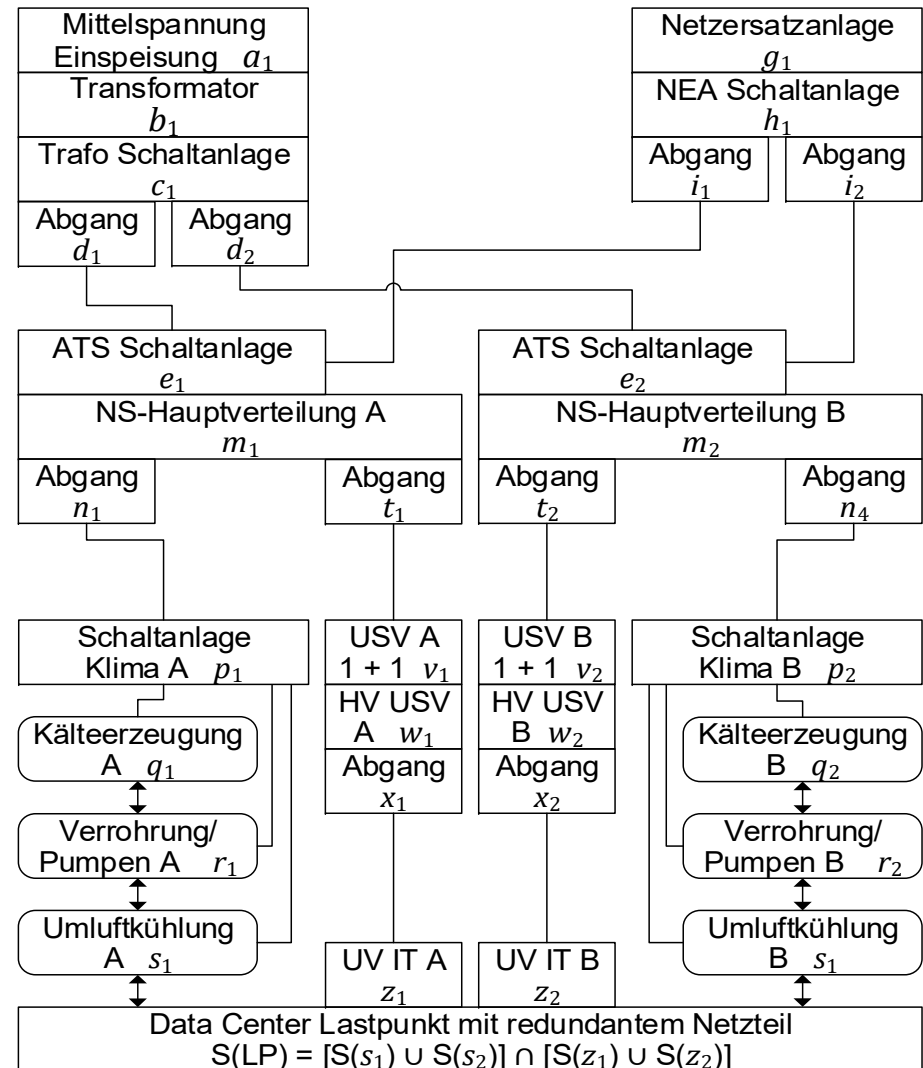 Mittelspannung
Einspeisung a₁
Transformator
b₁
Trafo Schaltanlage
c₁
Abgang
d₁
Abgang
d₂
Netzersatzanlage
g₁
NEA Schaltanlage
h₁
Abgang
i₁
Abgang
i₂
ATS Schaltanlage
e₁
NS-Hauptverteilung A
m₁
Abgang
n₁
Abgang
t₁
ATS Schaltanlage
e₂
NS-Hauptverteilung B
m₂
Abgang
t₂
Abgang
n₄
Schaltanlage
Klima A p₁
Kälteerzeugung
A q₁
Verrohrung/
Pumpen A r₁
Umluftkühlung
A s₁
USV A
1 + 1 v₁
HV USV
A w₁
Abgang
x₁
UV IT A
z₁
USV B
1 + 1 v₂
HV USV
B w₂
Abgang
x₂
UV IT B
z₂
Schaltanlage
Klima B p₂
Kälteerzeugung
B q₂
Verrohrung/
Pumpen B r₂
Umluftkühlung
B s₁
Data Center Lastpunkt mit redundantem Netzteil
S(LP) = [S(s₁) ∪ S(s₂)] ∩ [S(z₁) ∪ S(z₂)]